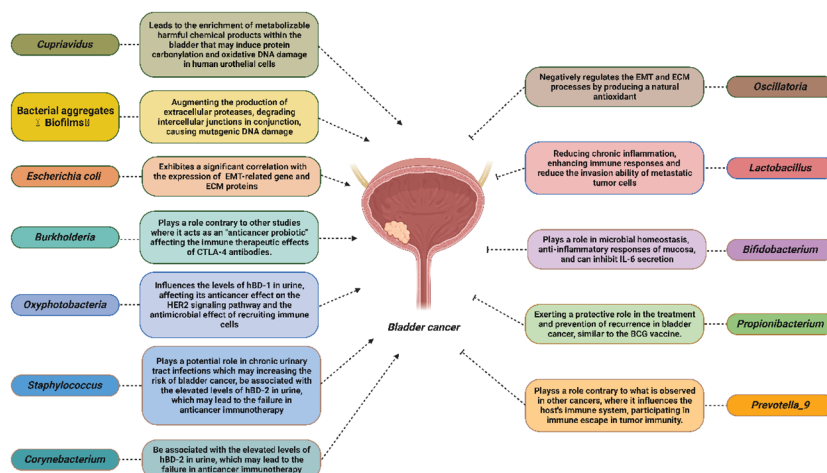 Cupriavidus
Leads to the enrichment of metabolizable
harmful chemical products within the
bladder that may induce protein
carbonylation and oxidative DNA damage
in human urothelial cells
Bacterial aggregates
Biofilms
Augmenting the production of
extracellular proteases, degrading
intercellular junctions in conjunction,
causing mutagenic DNA damage
Escherichia coli
Exhibites a significant correlation with
the expression of EMT-related gene and
ECM proteins
Burkholderia
Plays a role contrary to other studies
where it acts as an "anticancer probiotic"
affecting the immune therapeutic effects
of CTLA-4 antibodies.
Oxyphotobacteria
Influences the levels of hBD-1 in urine,
affecting its anticancer effect on the
HER2 signaling pathway and the
antimicrobial effect of recruiting immune
cells
Staphylococcus
Plays a potential role in chronic urinary
tract infections which may increasing the
risk of bladder cancer, be associated with
the elevated levels of hBD-2 in urine,
which may lead to the failure in
anticancer immunotherapy
Corynebacterium
Be associated with the elevated levels of
hBD-2 in urine, which may lead to the
failure in anticancer immunotherapy
Bladder cancer
Negatively regulates the EMT and ECM
processes by producing a natural
antioxidant
Oscillatoria
Reducing chronic inflammation,
enhancing immune responses and
reduce the invasion ability of metastatic
tumor cells
Lactobacillus
Plays a role in microbial homeostasis,
anti-inflammatory responses of mucosa,
and can inhibit IL-6 secretion
Bifidobacterium
Exerting a protective role in the treatment
and prevention of recurrence in bladder
cancer, similar to the BCG vaccine.
Propionibacterium
Playss a role contrary to what is observed
in other cancers, where it influences the
host's immune system, participating in
immune escape in tumor immunity.
Prevotella_9